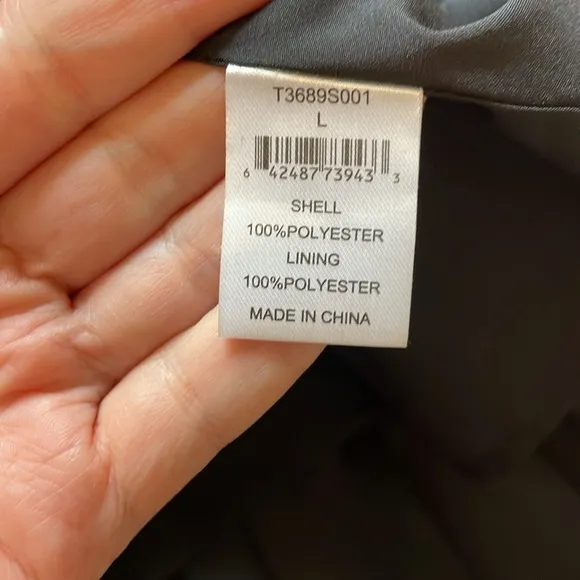 T3689S001
L
6 42487 73943 3
SHELL
100%POLYESTER
LINING
100%POLYESTER
MADE IN CHINA